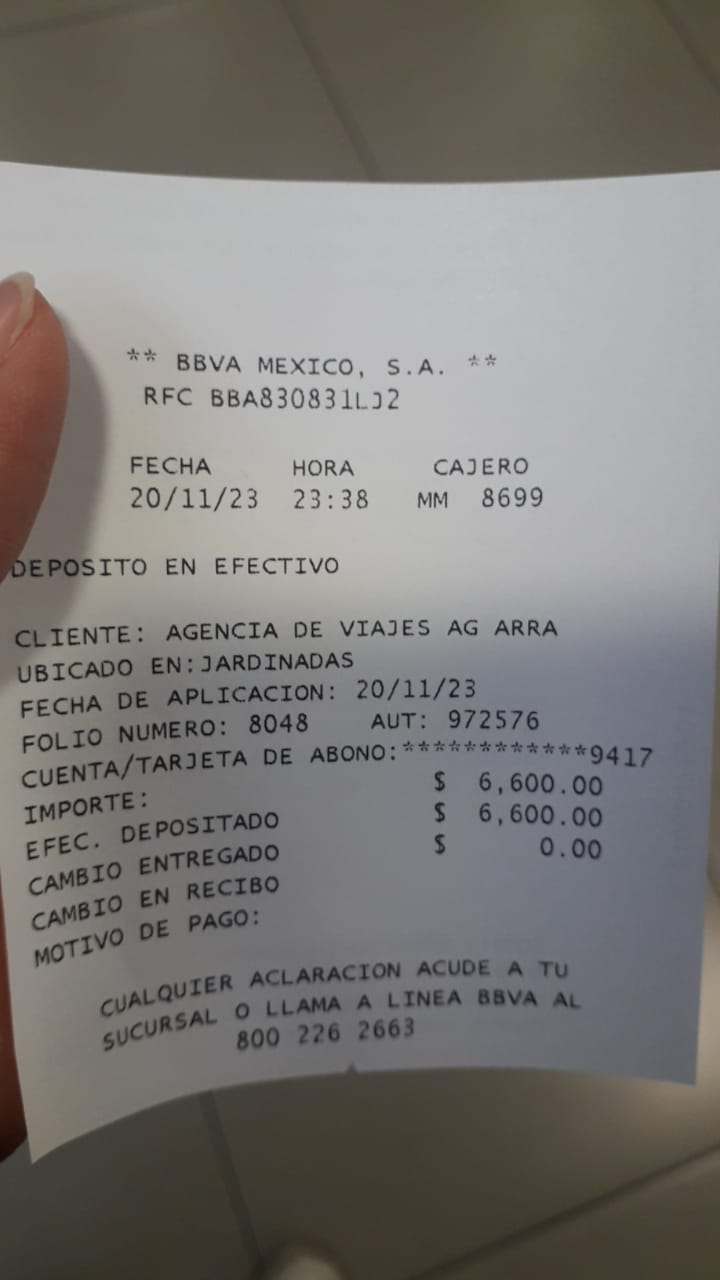 ** BBVA MEXICO, S.A. **
RFC BBA830831LJ2
FECHA HORA CAJERO
20/11/23 23:38 MM 8699
DEPOSITO EN EFECTIVO
CLIENTE: AGENCIA DE VIAJES AG ARRA
UBICADO EN:JARDINADAS
FECHA DE APLICACION: 20/11/23
FOLIO NUMERO: 8048 AUT: 972576
CUENTA/TARJETA DE ABONO:************9417
IMPORTE: $ 6,600.00
EFEC. DEPOSITADO $ 6,600.00
CAMBIO ENTREGADO $ 0.00
CAMBIO EN RECIBO
MOTIVO DE PAGO:
CUALQUIER ACLARACION ACUDE A TU
SUCURSAL O LLAMA A LINEA BBVA AL
800 226 2663